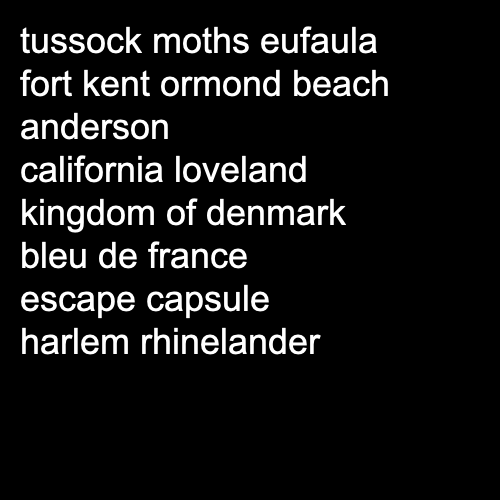 tussock moths eufaula
fort kent ormond beach
anderson
california loveland
kingdom of denmark
bleu de france
escape capsule
harlem rhinelander